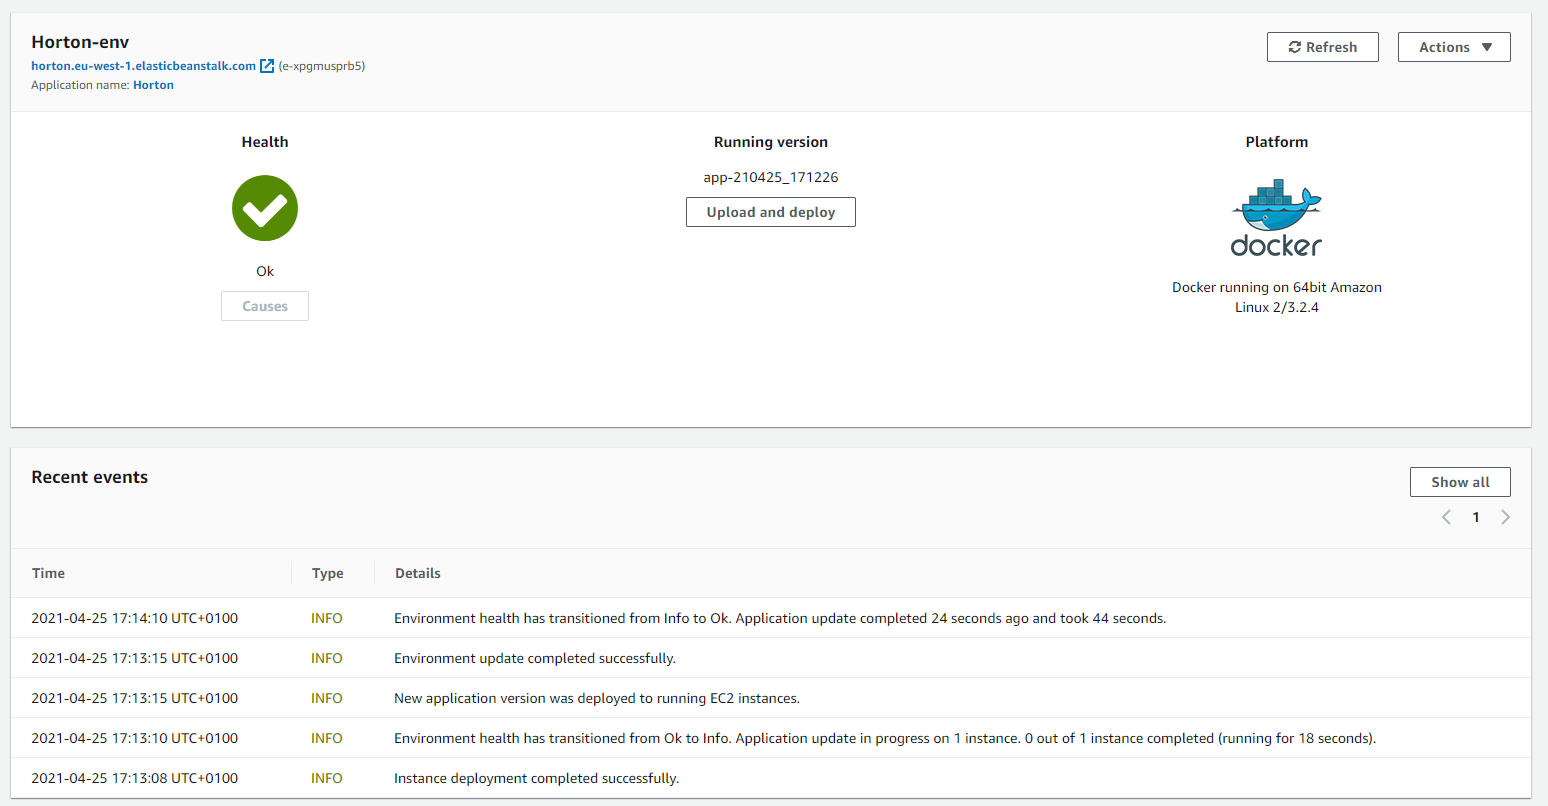 Horton-env
horton.eu-west-1.elasticbeanstalk.com (e-xpgmusprb5)
Application name: Horton
Refresh
Actions
Health
Ok
Causes
Running version
app-210425_171226
Upload and deploy
Platform
docker
Docker running on 64bit Amazon
Linux 2/3.2.4
Recent events
Show all
1
Time Type Details
2021-04-25 17:14:10 UTC+0100 INFO Environment health has transitioned from Info to Ok. Application update completed 24 seconds ago and took 44 seconds.
2021-04-25 17:13:15 UTC+0100 INFO Environment update completed successfully.
2021-04-25 17:13:15 UTC+0100 INFO New application version was deployed to running EC2 instances.
2021-04-25 17:13:10 UTC+0100 INFO Environment health has transitioned from Ok to Info. Application update in progress on 1 instance. 0 out of 1 instance completed (running for 18 seconds).
2021-04-25 17:13:08 UTC+0100 INFO Instance deployment completed successfully.